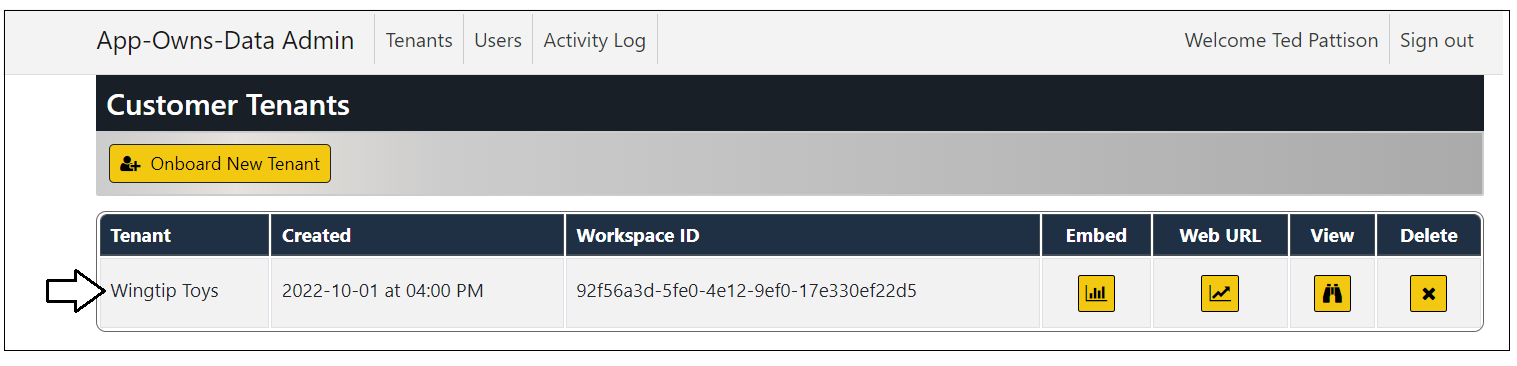 App-Owns-Data Admin Tenants Users Activity Log Welcome Ted Pattison Sign out
Customer Tenants
Onboard New Tenant
Tenant Created Workspace ID Embed Web URL View Delete
Wingtip Toys 2022-10-01 at 04:00 PM 92f56a3d-5fe0-4e12-9ef0-17e330ef22d5